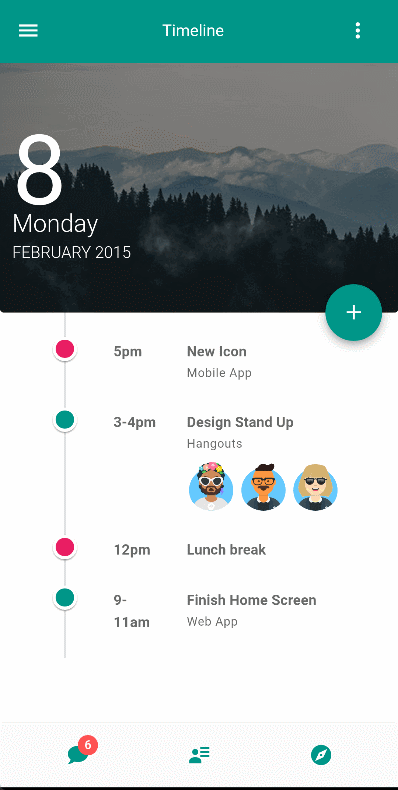 Timeline
8
Monday
FEBRUARY 2015
+
5pm
New Icon
Mobile App
3-4pm
Design Stand Up
Hangouts
12pm
Lunch break
9-
11am
Finish Home Screen
Web App
6